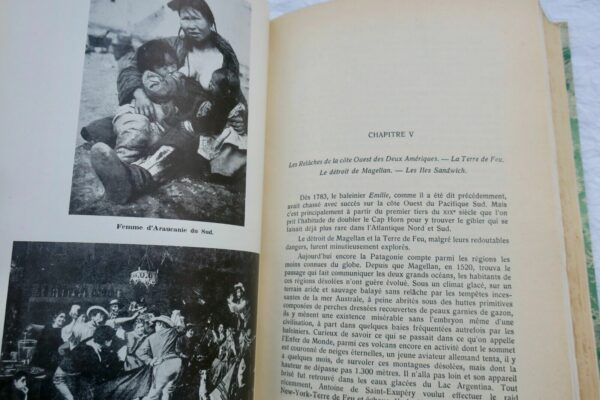 Femme d'Araucanie du Sud.
CHAPITRE V
Les Relâches de la côte Ouest des Deux Amériques. — La Terre de Feu.
Le détroit de Magellan. — Les Iles Sandwich.
Dès 1783, le baleinier Emilie, comme il a été dit précédemment,
avait chassé avec succès sur la côte Ouest du Pacifique Sud. Mais
c'est principalement à partir du premier tiers du XIXe siècle que l'on
prit l'habitude de doubler le Cap Horn pour y trouver le gibier qui se
faisait déjà plus rare dans l'Atlantique Nord et Sud.
Le détroit de Magellan et la Terre de Feu, malgré leurs redoutables
dangers, furent minutieusement explorés.
Aujourd'hui encore la Patagonie compte parmi les régions les
moins connues du globe. Depuis que Magellan, en 1520, trouva le
passage qui fait communiquer les deux grands océans, les habitants de
ces régions désolées n'ont guère évolué. Sous un climat glacé, sur un
terrain aride et sauvage balayé sans relâche par les tempêtes inces-
santes de la mer Australe, à peine abrités sous des huttes primitives
composées de perches dressées recouvertes de peaux garnies de gazon,
ils y mènent une existence misérable sans l'embryon même d'une
civilisation, à part dans quelques baies fréquentées autrefois par les
baleiniers. Curieux de savoir ce qui se passait dans ce qu'on appelle
l'Enfer du Monde, parmi ces volcans encore en activité dont le sommet
est couronné de neiges éternelles, un jeune aviateur allemand tenta, il y
a quelques mois, de survoler ces montagnes désolées, mais dont la
hauteur ne dépasse pas 1.300 mètres. Il n'alla pas loin et son appareil
brisé fut retrouvé dans les eaux glacées du Lac Argentina. Tout
récemment, Antoine de Saint-Exupéry voulut effectuer le raid
New-York-Terre de Feu et échoua